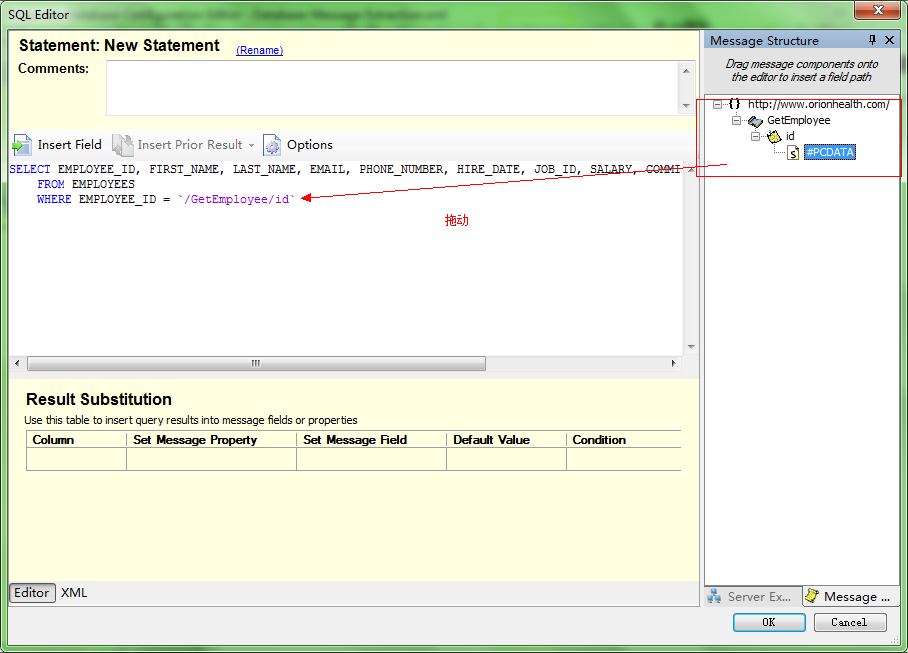 SQL Editor
Statement: New Statement (Rename)
Comments:
Insert Field Insert Prior Result Options
SELECT EMPLOYEE_ID, FIRST_NAME, LAST_NAME, EMAIL, PHONE_NUMBER, HIRE_DATE, JOB_ID, SALARY, COMMI
FROM EMPLOYEES
WHERE EMPLOYEE_ID = `/GetEmployee/id`
拖动
Result Substitution
Use this table to insert query results into message fields or properties
Column Set Message Property Set Message Field Default Value Condition
Editor XML
Message Structure
Drag message components onto
the editor to insert a field path
{} http://www.orionhealth.com/
GetEmployee
id
S #PCDATA
Server Ex... Message ...
OK Cancel